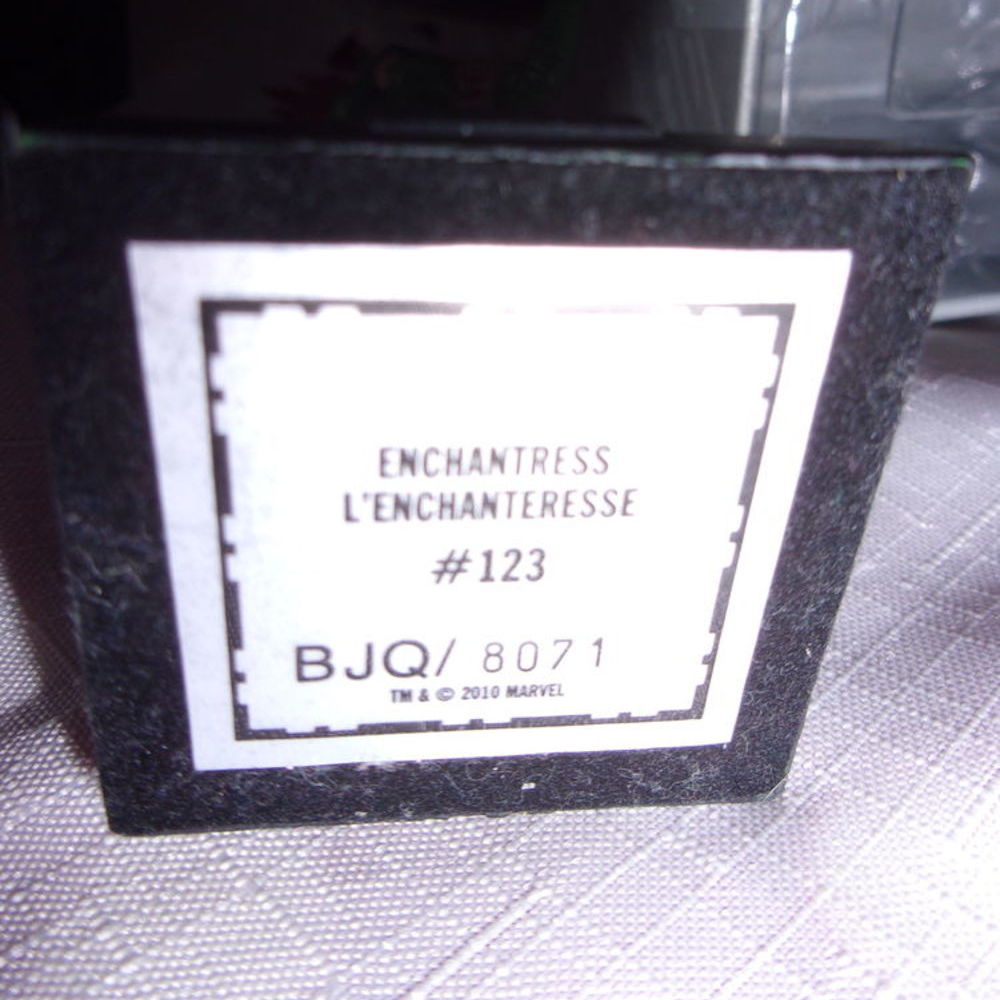 ENCHANTRESS
L'ENCHANTERESSE
#123
BJQ/ 8071
TM & © 2010 MARVEL